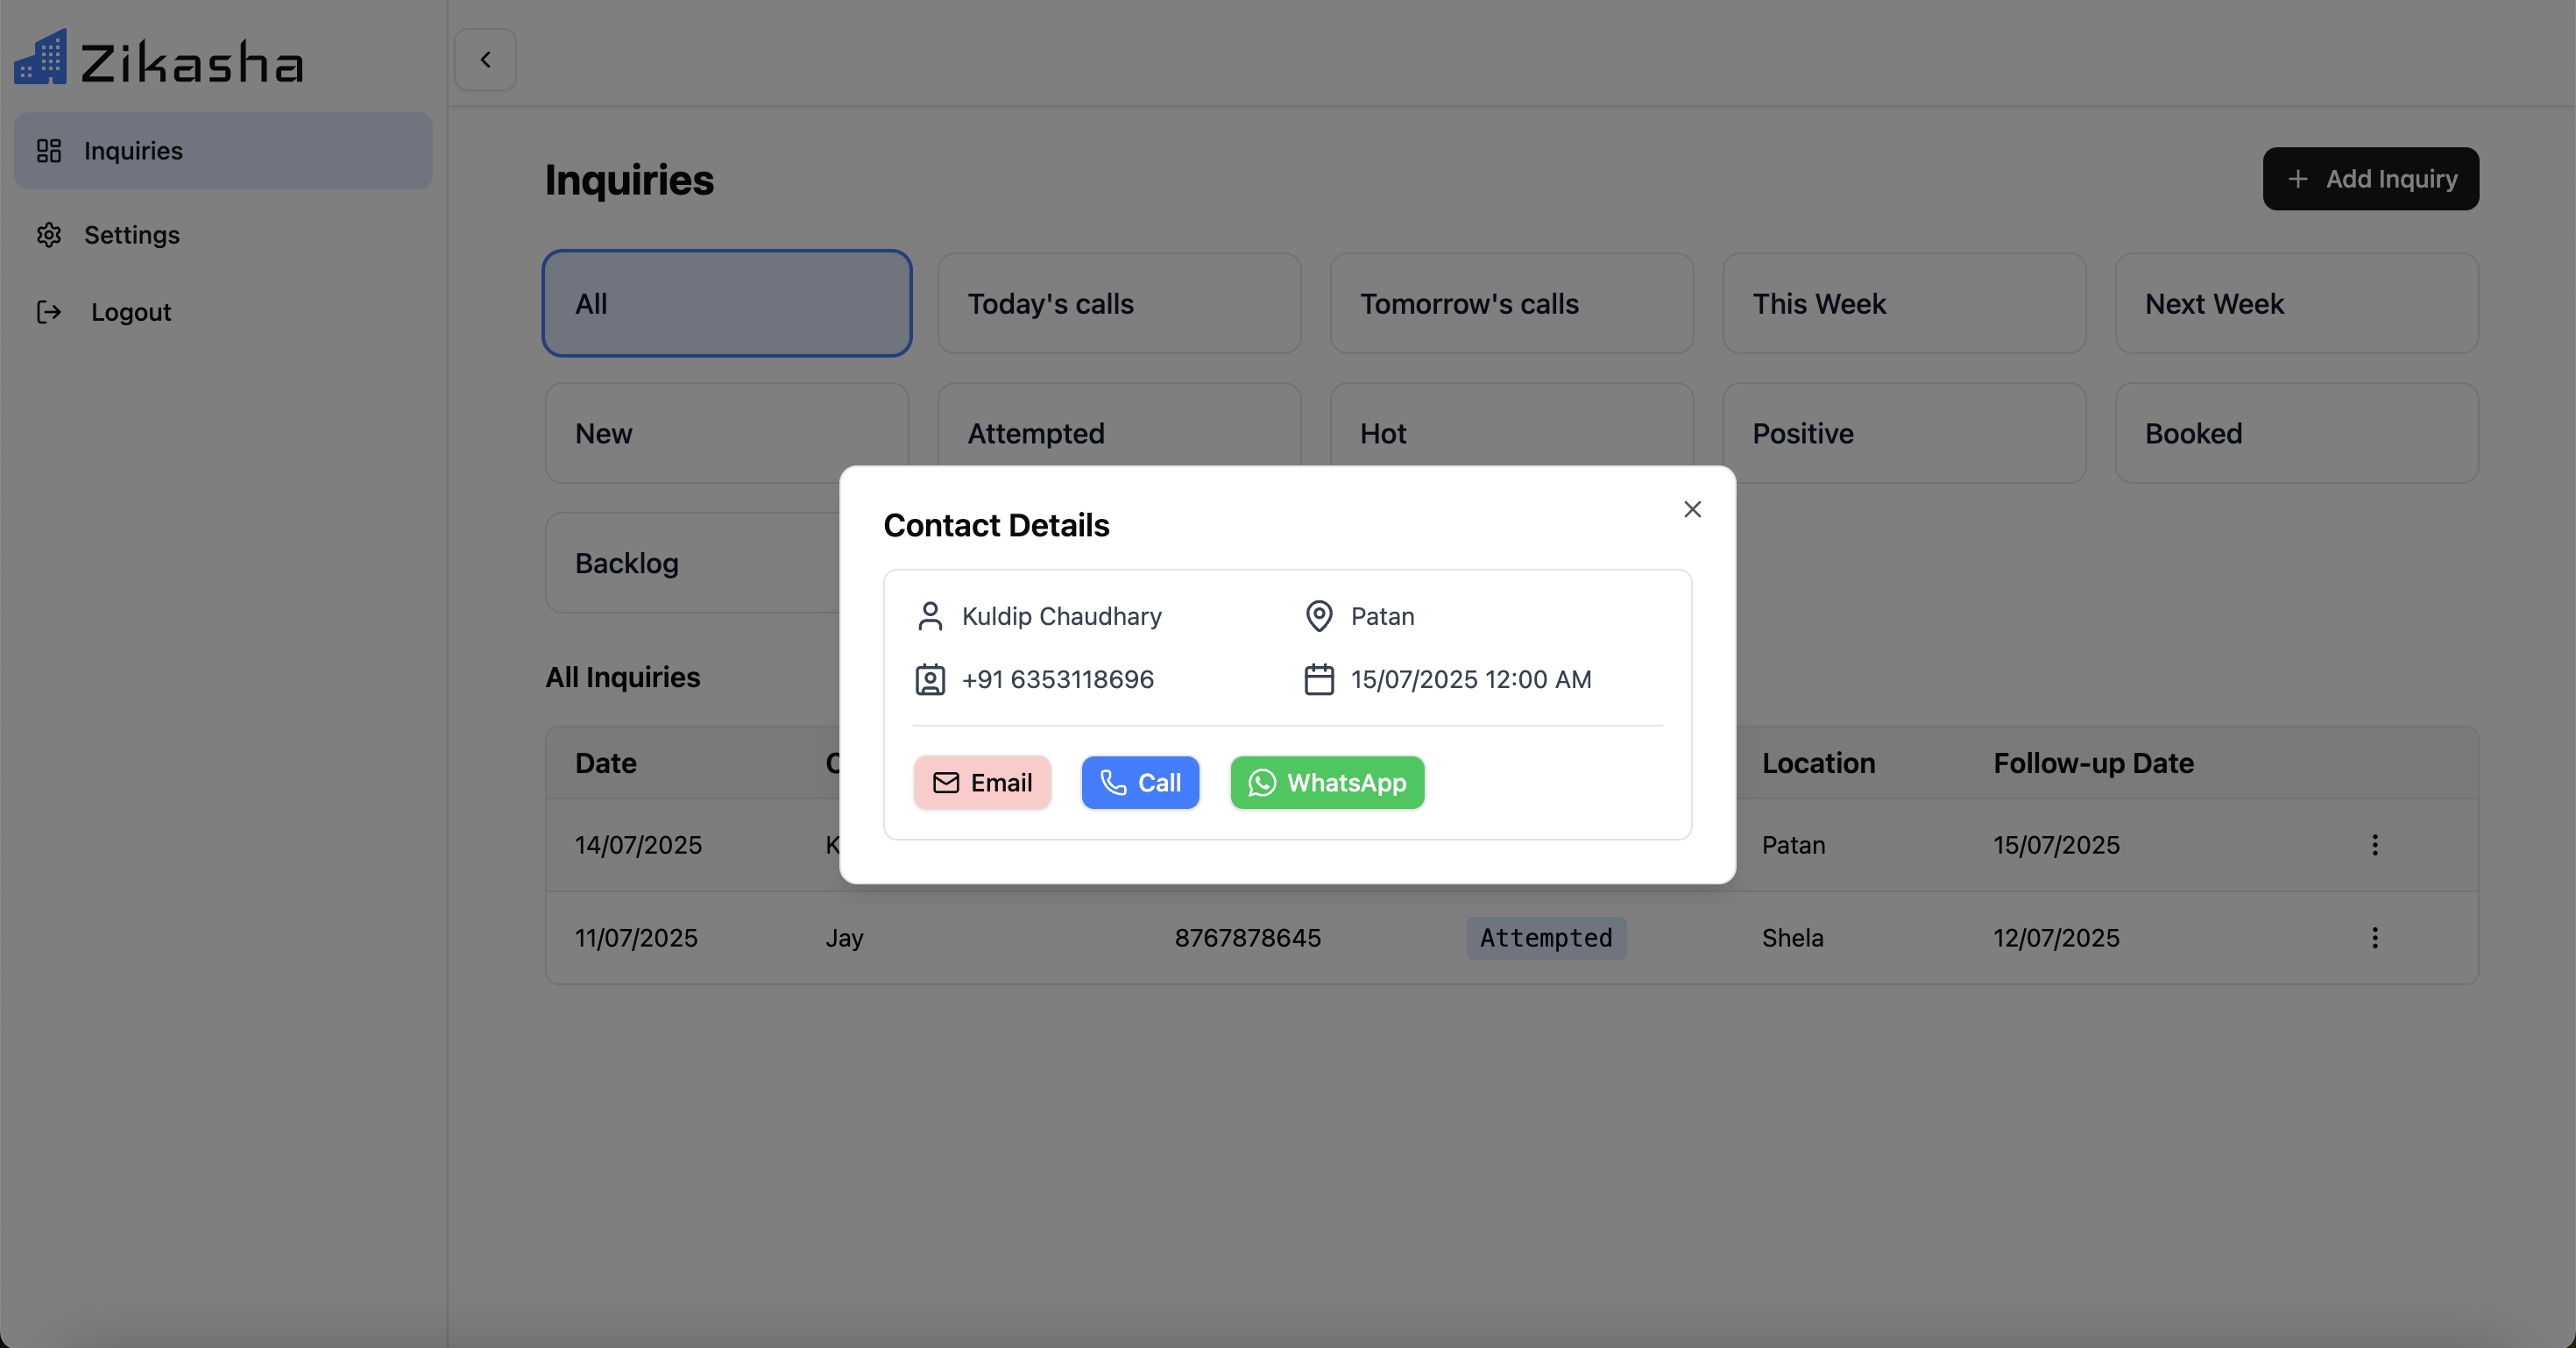 Zikasha
Inquiries
Settings
Logout
Inquiries
Add Inquiry
All
Today's calls
Tomorrow's calls
This Week
Next Week
New
Attempted
Hot
Positive
Booked
Backlog
Contact Details
Kuldip Chaudhary
Patan
+91 6353118696
15/07/2025 12:00 AM
Email
Call
WhatsApp
All Inquiries
Date
Location
Follow-up Date
14/07/2025
Patan
15/07/2025
11/07/2025
Jay
8767878645
Attempted
Shela
12/07/2025